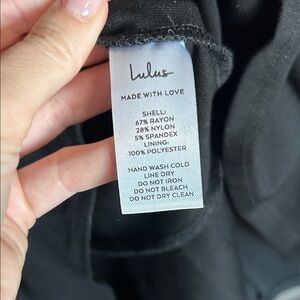 Lulus
MADE WITH LOVE
SHELL:
67% RAYON
28% NYLON
5% SPANDEX
LINING:
100% POLYESTER
HAND WASH COLD
LINE DRY
DO NOT IRON
DO NOT BLEACH
DO NOT DRY CLEAN